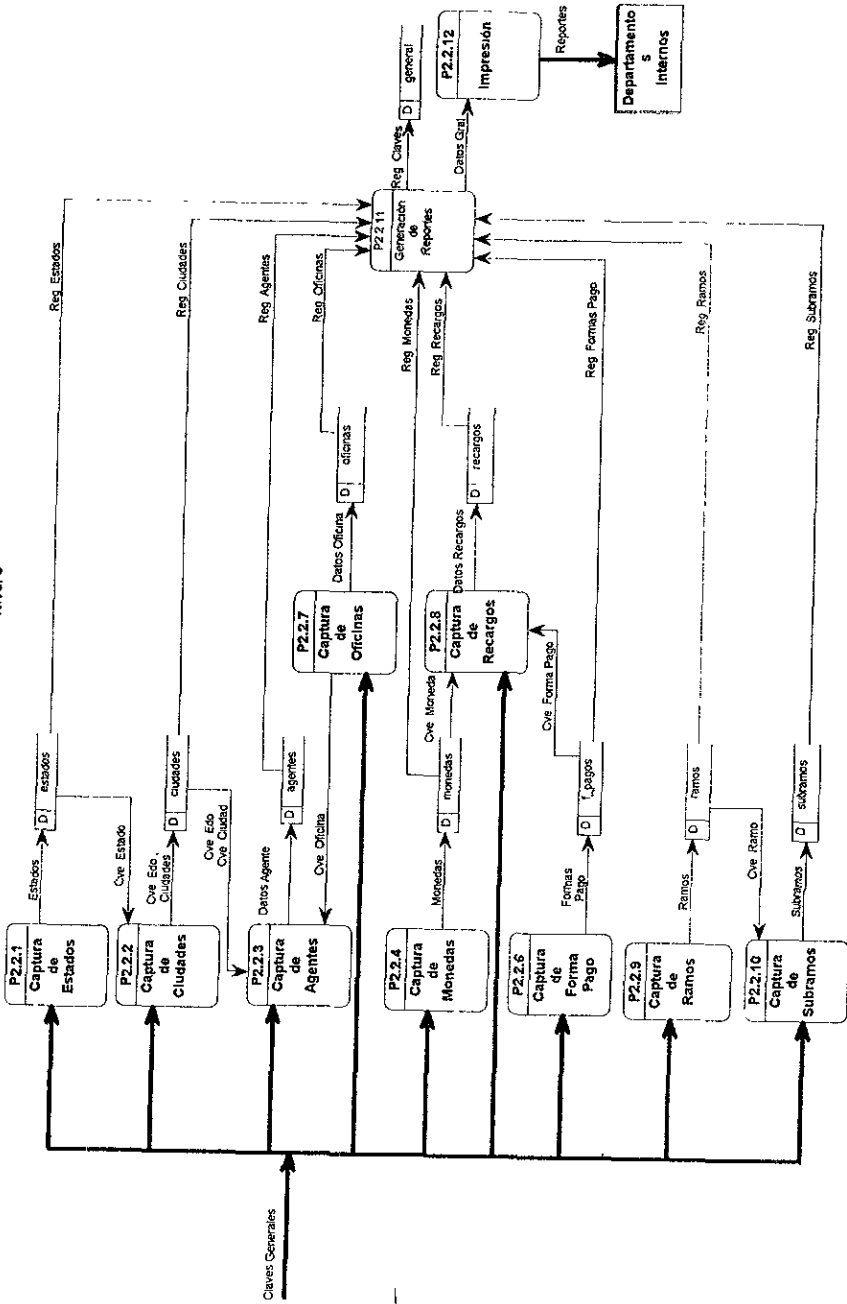 Claves Generales
P2.2.1
Captura
de
Estados
Estados
D
estados
Reg Estados
Cve Estado
P2.2.2
Captura
de
Ciudades
Cve Edo,
Ciudades
D
ciudades
Reg Ciudades
Cve Edo
Cve Ciudad
P2.2.3
Captura
de
Agentes
Datos Agente
D
agentes
Reg Agentes
Cve Oficina
P2.2.7
Captura
de
Oficinas
Datos Oficina
D
oficinas
Reg Oficinas
P2.2.4
Captura
de
Monedas
Monedas
D
monedas
Reg Monedas
Cve Moneda
P2.2.8
Captura
de
Recargos
Datos Recargos
D
recargos
Reg Recargos
P2.2.6
Captura
de
Forma
Pago
Formas
Pago
D
f_pagos
Cve Forma Pago
Reg Formas Pago
P2.2.9
Captura
de
Ramos
Ramos
D
ramos
Reg Ramos
Cve Ramo
P2.2.10
Captura
de
Subramos
Subramos
D
subramos
Reg Subramos
P2.2 11
Generación
de
Reportes
Reg Claves
D
general
Datos Gral
P2.2.12
Impresión
Reportes
Departamento
s
Internos